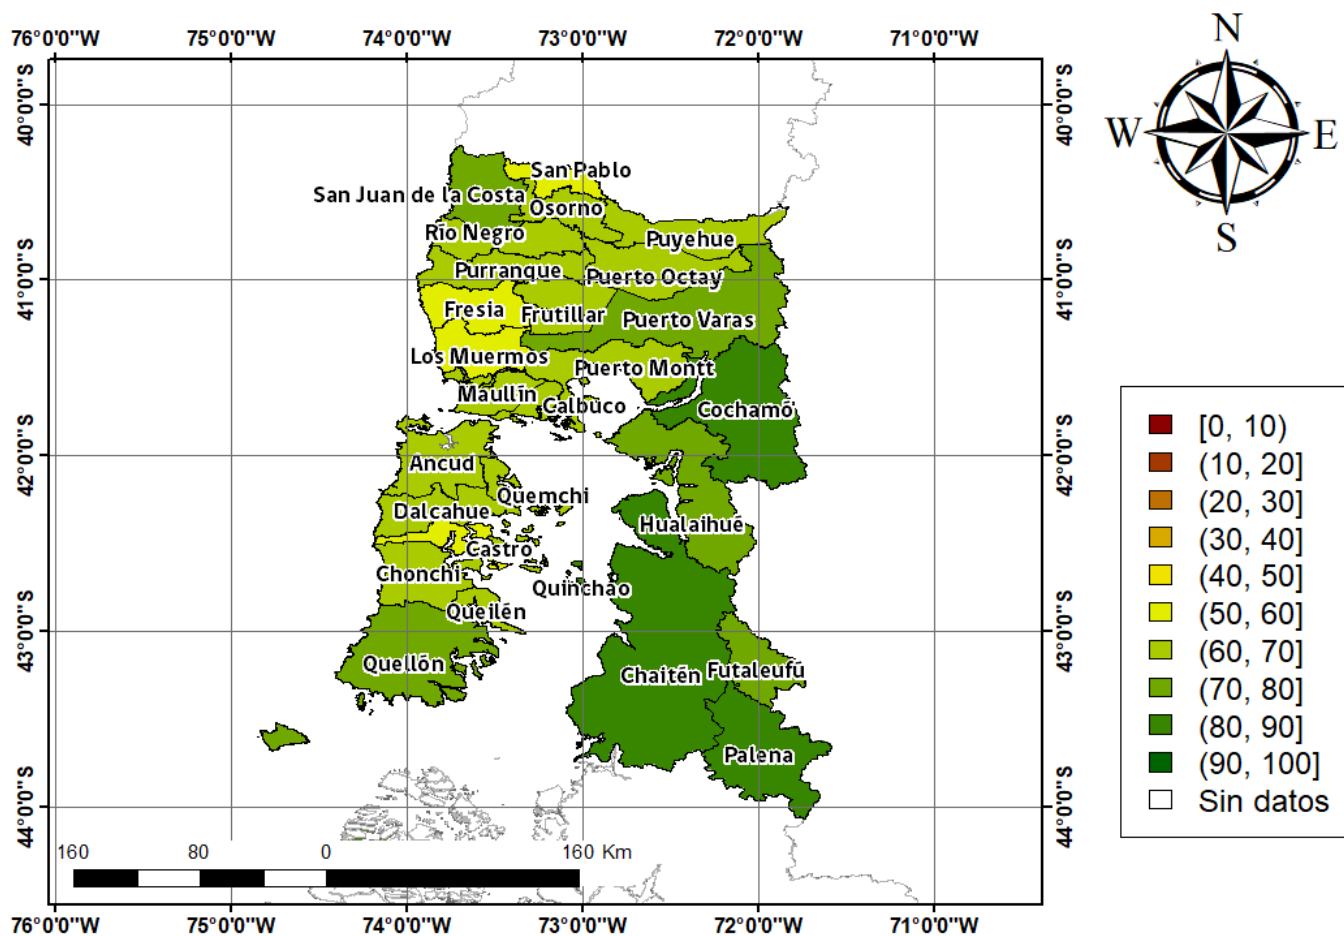 76°0'0"W 75°0'0"W 74°0'0"W 73°0'0"W 72°0'0"W 71°0'0"W
N
W E
S
40°0'0"S 40°0'0"S
San Pablo
San Juan de la Costa
Osorno
Río Negro
Puyehue
Purranque
Puerto Octay
41°0'0"S 41°0'0"S
Fresia
Frutillar
Puerto Varas
Los Muermos
Puerto Montt
Maullín
Calbuco
Cochamó
42°0'0"S 42°0'0"S
Ancud
Quemchi
Dalcahue
Hualaihué
Castro
Chonchi
Quinchao
Queilén
43°0'0"S 43°0'0"S
Quellón
Chaitén
Futaleufú
Palena
44°0'0"S 44°0'0"S
160 80 0 160 Km
76°0'0"W 75°0'0"W 74°0'0"W 73°0'0"W 72°0'0"W 71°0'0"W
[0, 10)
(10, 20]
(20, 30]
(30, 40]
(40, 50]
(50, 60]
(60, 70]
(70, 80]
(80, 90]
(90, 100]
Sin datos